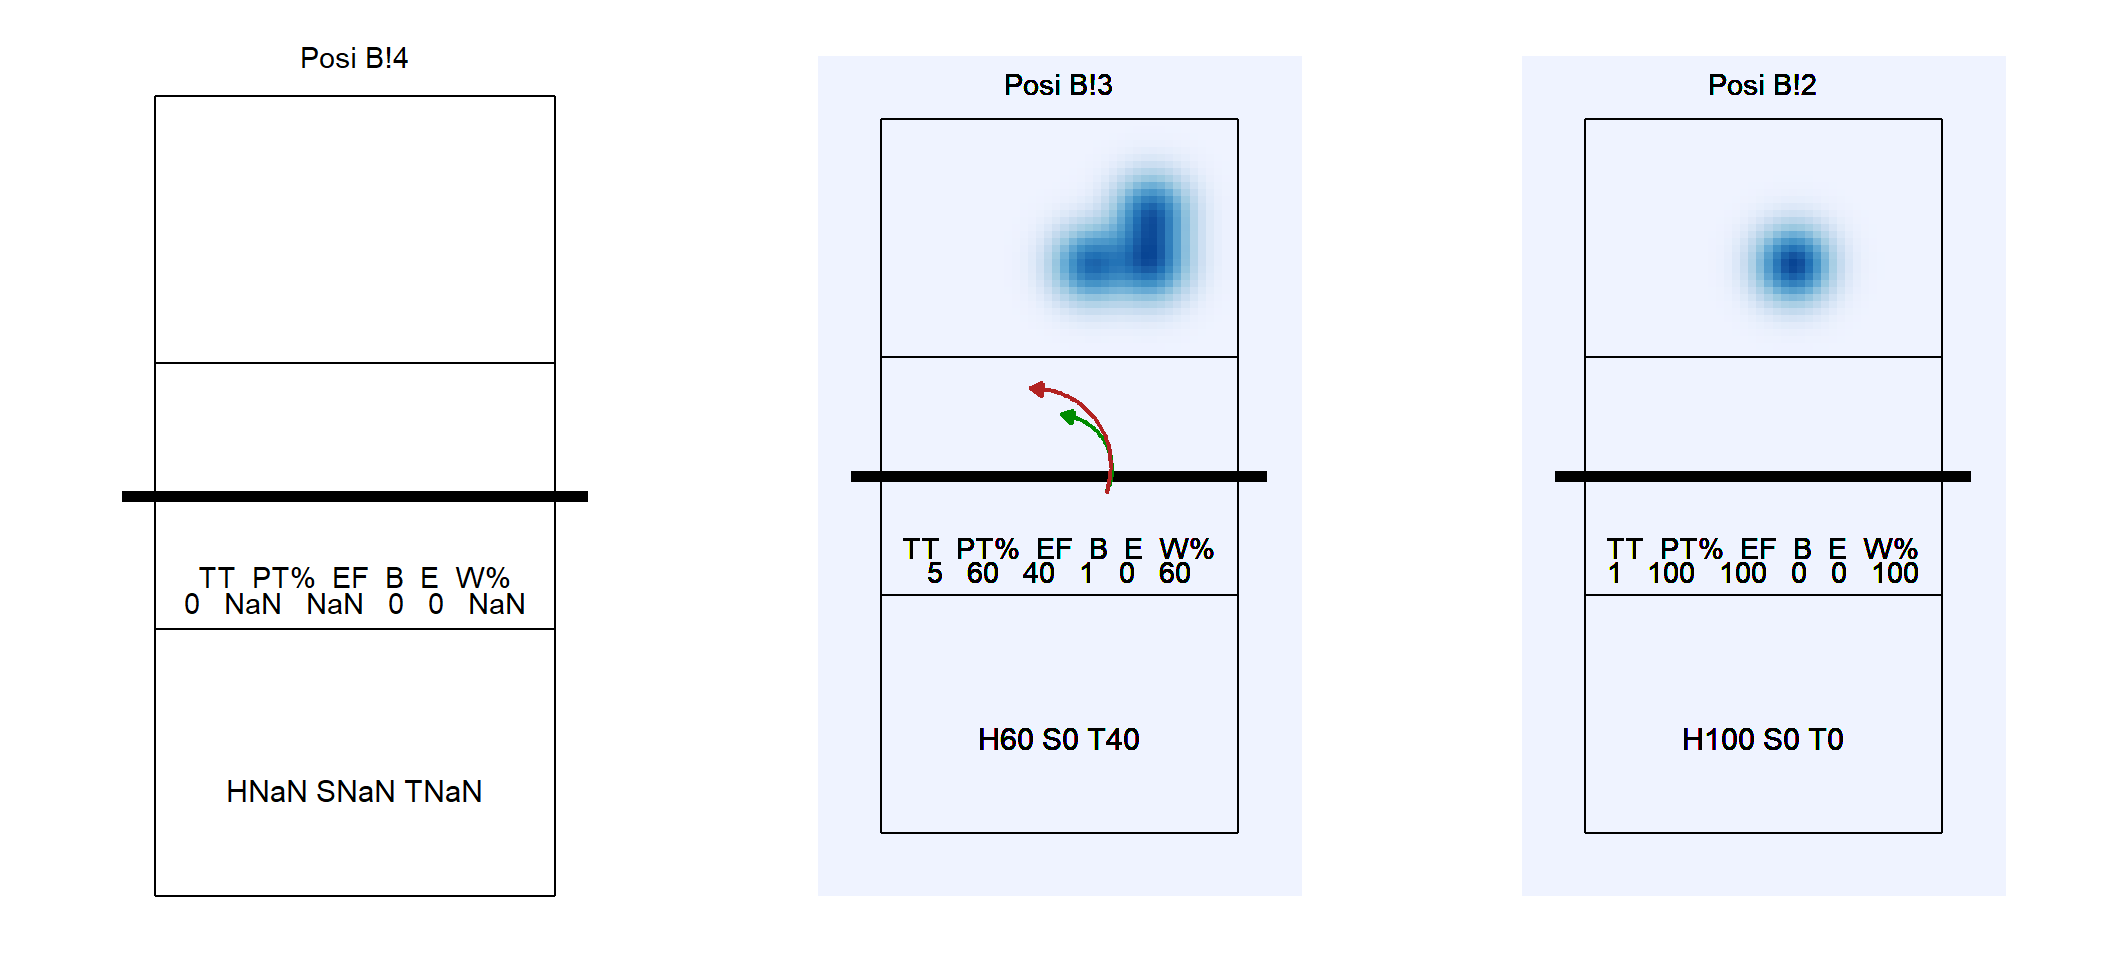 Posi B!4
TT PT% EF B E W%
0 NaN NaN 0 0 NaN
HNaN SNaN TNaN
Posi B!3
TT PT% EF B E W%
5 60 40 1 0 60
H60 S0 T40
Posi B!2
TT PT% EF B E W%
1 100 100 0 0 100
H100 S0 T0